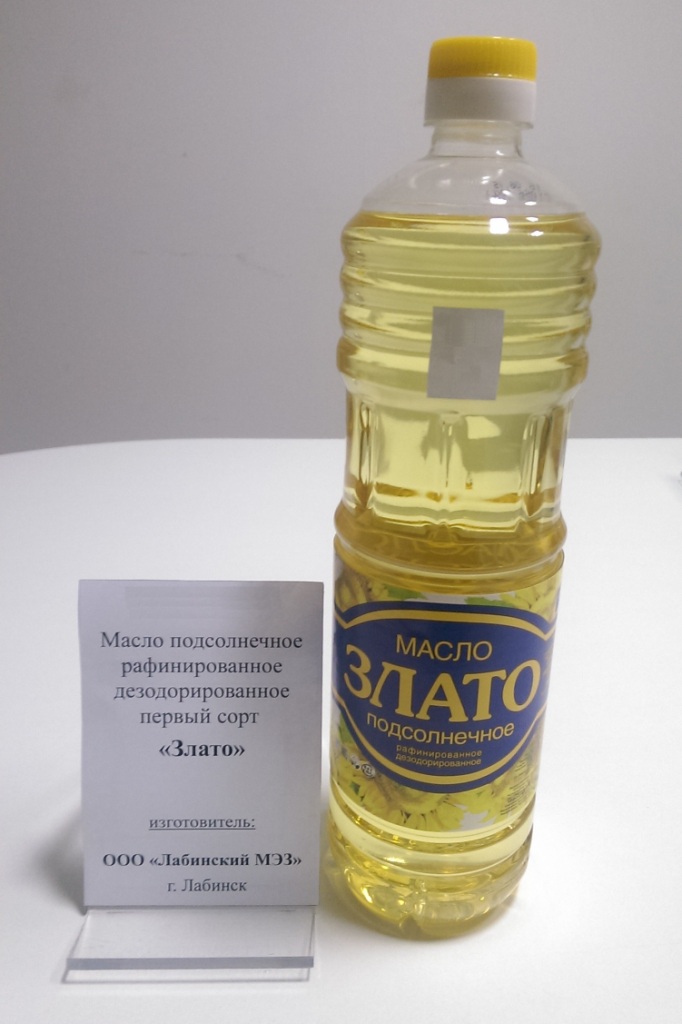 Масло подсолнечное
рафинированное
дезодорированное
первый сорт
«Злато»
изготовитель:
ООО «Лабинский МЭЗ»
г. Лабинск
МАСЛО
ЗЛАТО
подсолнечное
рафинированное
дезодорированное